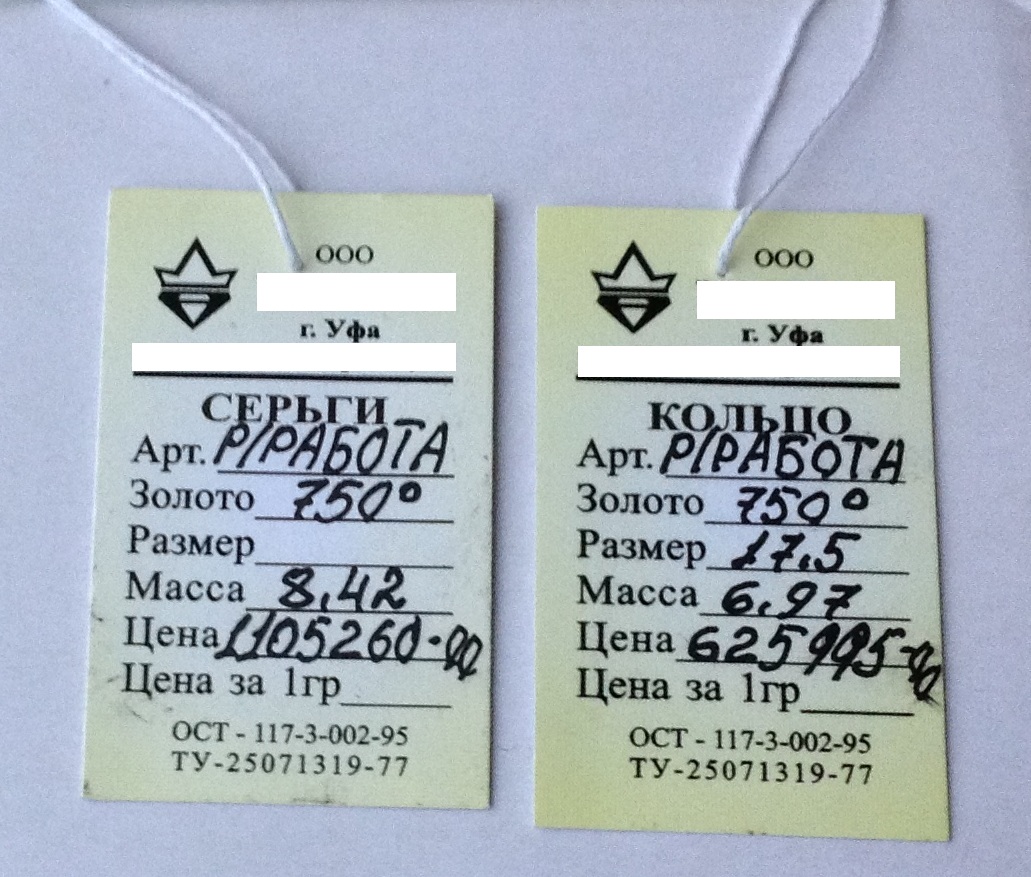 ООО
г. Уфа
СЕРЬГИ
Арт. Р/РАБОТА
Золото 750°
Размер
Масса 8,42
Цена 1105260-00
Цена за 1гр
ОСТ - 117-3-002-95
ТУ-25071319-77
ООО
г. Уфа
КОЛЬЦО
Арт. Р/РАБОТА
Золото 750°
Размер 17,5
Масса 6,97
Цена 625995-00
Цена за 1гр
ОСТ - 117-3-002-95
ТУ-25071319-77